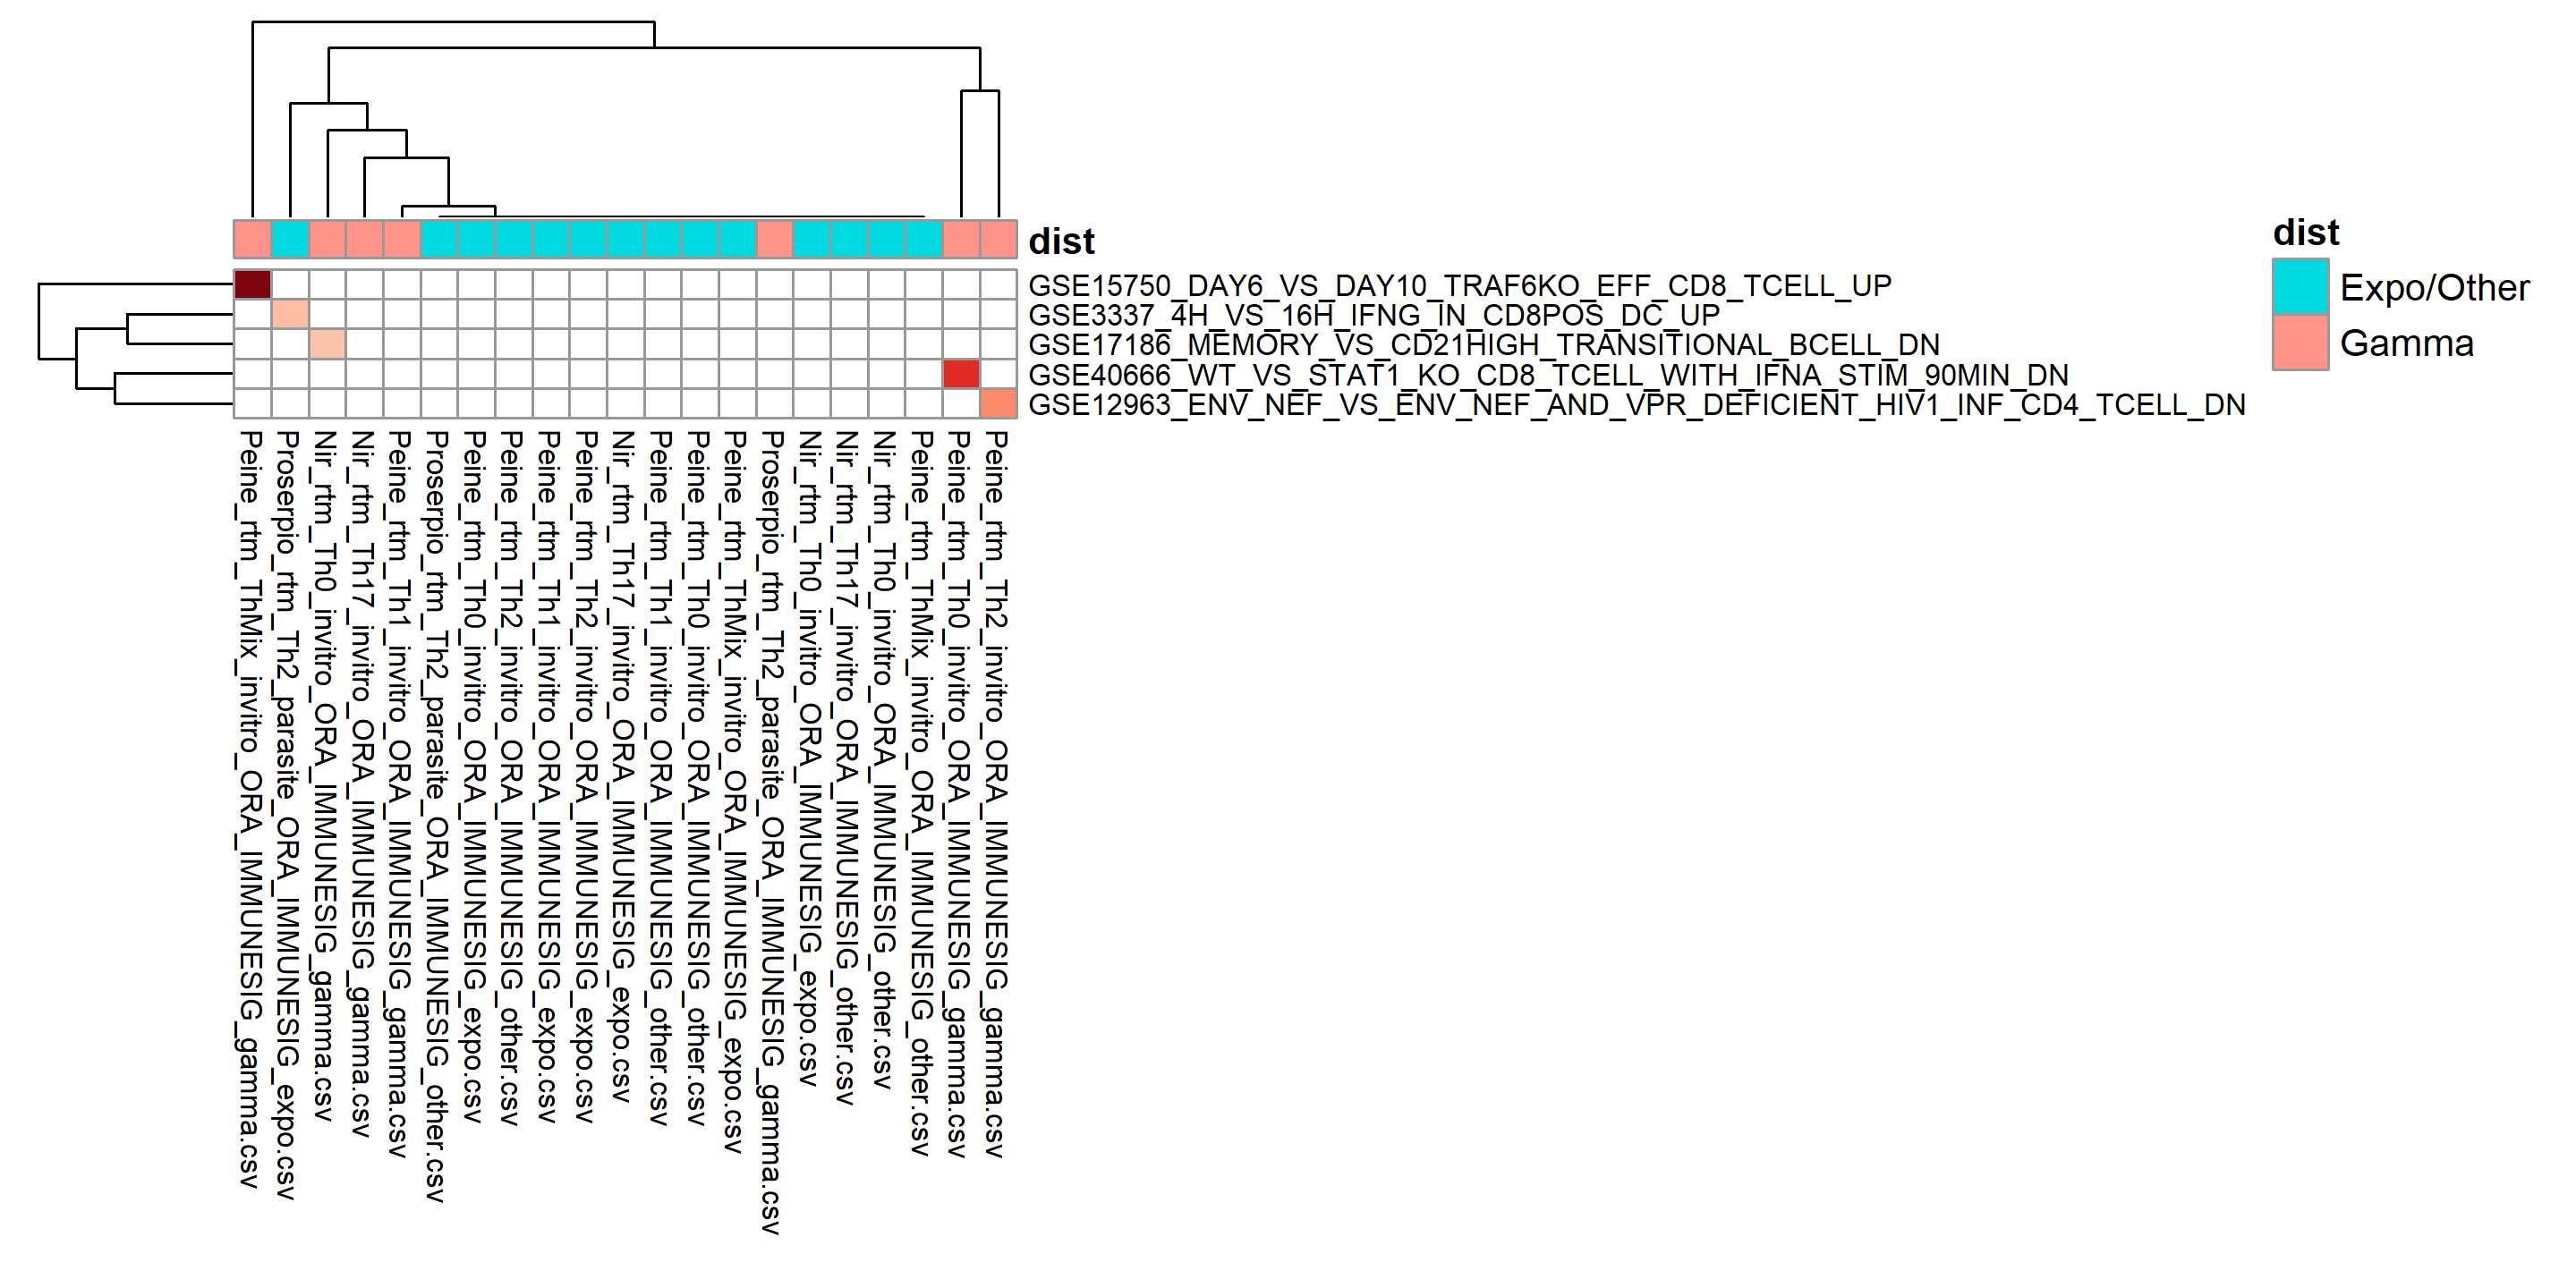 dist
GSE15750_DAY6_VS_DAY10_TRAF6KO_EFF_CD8_TCELL_UP
GSE3337_4H_VS_16H_IFNG_IN_CD8POS_DC_UP
GSE17186_MEMORY_VS_CD21HIGH_TRANSITIONAL_BCELL_DN
GSE40666_WT_VS_STAT1_KO_CD8_TCELL_WITH_IFNA_STIM_90MIN_DN
GSE12963_ENV_NEF_VS_ENV_NEF_AND_VPR_DEFICIENT_HIV1_INF_CD4_TCELL_DN
Peine_rtm_ThMix_invitro_ORA_IMMUNESIG_gamma.csv
Proserpio_rtm_Th2_parasite_ORA_IMMUNESIG_expo.csv
Nir_rtm_Th0_invitro_ORA_IMMUNESIG_gamma.csv
Nir_rtm_Th17_invitro_ORA_IMMUNESIG_gamma.csv
Peine_rtm_Th1_invitro_ORA_IMMUNESIG_gamma.csv
Proserpio_rtm_Th2_parasite_ORA_IMMUNESIG_other.csv
Peine_rtm_Th0_invitro_ORA_IMMUNESIG_expo.csv
Peine_rtm_Th2_invitro_ORA_IMMUNESIG_other.csv
Peine_rtm_Th1_invitro_ORA_IMMUNESIG_expo.csv
Peine_rtm_Th2_invitro_ORA_IMMUNESIG_expo.csv
Nir_rtm_Th17_invitro_ORA_IMMUNESIG_expo.csv
Peine_rtm_Th1_invitro_ORA_IMMUNESIG_other.csv
Peine_rtm_Th0_invitro_ORA_IMMUNESIG_other.csv
Peine_rtm_ThMix_invitro_ORA_IMMUNESIG_expo.csv
Proserpio_rtm_Th2_parasite_ORA_IMMUNESIG_gamma.csv
Nir_rtm_Th0_invitro_ORA_IMMUNESIG_expo.csv
Nir_rtm_Th17_invitro_ORA_IMMUNESIG_other.csv
Nir_rtm_Th0_invitro_ORA_IMMUNESIG_other.csv
Peine_rtm_ThMix_invitro_ORA_IMMUNESIG_other.csv
Peine_rtm_Th0_invitro_ORA_IMMUNESIG_gamma.csv
Peine_rtm_Th2_invitro_ORA_IMMUNESIG_gamma.csv
dist
Expo/Other
Gamma